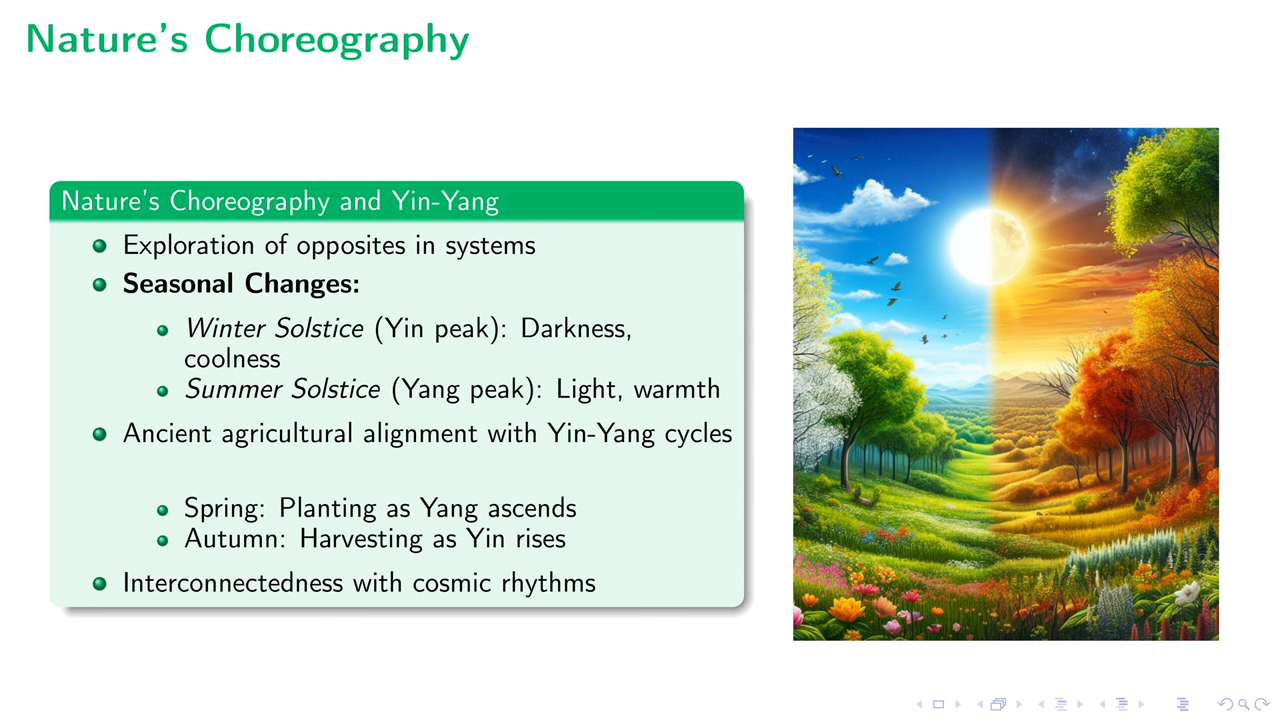 Nature's Choreography
Nature's Choreography and Yin-Yang
Exploration of opposites in systems
Seasonal Changes:
Winter Solstice (Yin peak): Darkness,
coolness
Summer Solstice (Yang peak): Light, warmth
Ancient agricultural alignment with Yin-Yang cycles
Spring: Planting as Yang ascends
Autumn: Harvesting as Yin rises
Interconnectedness with cosmic rhythms